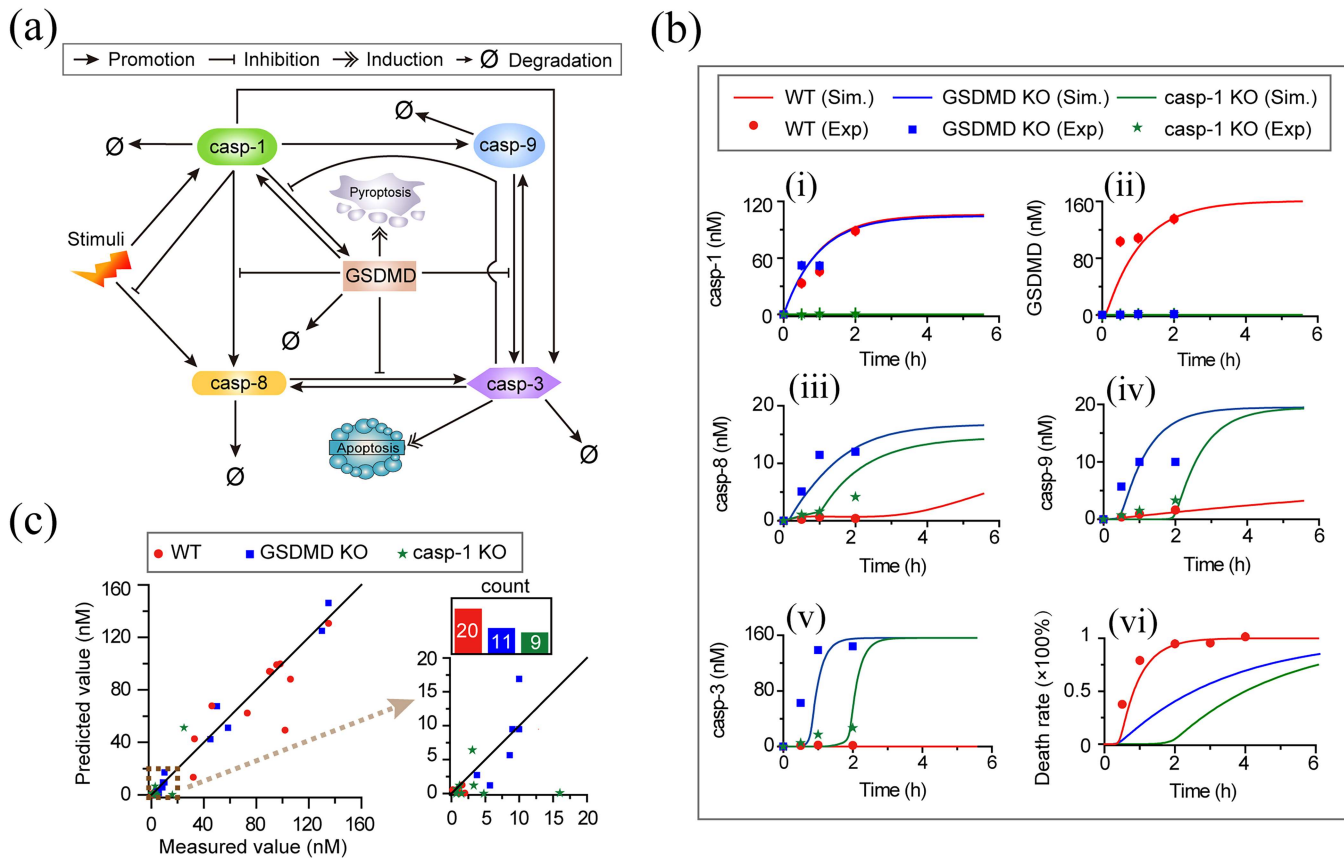 (a)
Promotion
Inhibition
Induction
Ø Degradation
Ø
casp-1
Ø
casp-9
Pyroptosis
Stimuli
GSDMD
Ø
casp-8
casp-3
Apoptosis
Ø
Ø
(b)
WT (Sim.)
GSDMD KO (Sim.)
casp-1 KO (Sim.)
WT (Exp)
GSDMD KO (Exp)
casp-1 KO (Exp)
(i)
casp-1 (nM)
120
80
40
0
0 2 4 6
Time (h)
(ii)
GSDMD (nM)
160
80
0
0 2 4 6
Time (h)
(iii)
casp-8 (nM)
20
10
0
0 2 4 6
Time (h)
(iv)
casp-9 (nM)
20
10
0
0 2 4 6
Time (h)
(v)
casp-3 (nM)
160
80
0
0 2 4 6
Time (h)
(vi)
Death rate (×100%)
1
0.5
0
0 2 4 6
Time (h)
(c)
WT
GSDMD KO
casp-1 KO
Predicted value (nM)
160
120
80
40
0
0 40 80 120 160
Measured value (nM)
count
20 11 9
20
15
10
5
0
0 5 10 15 20